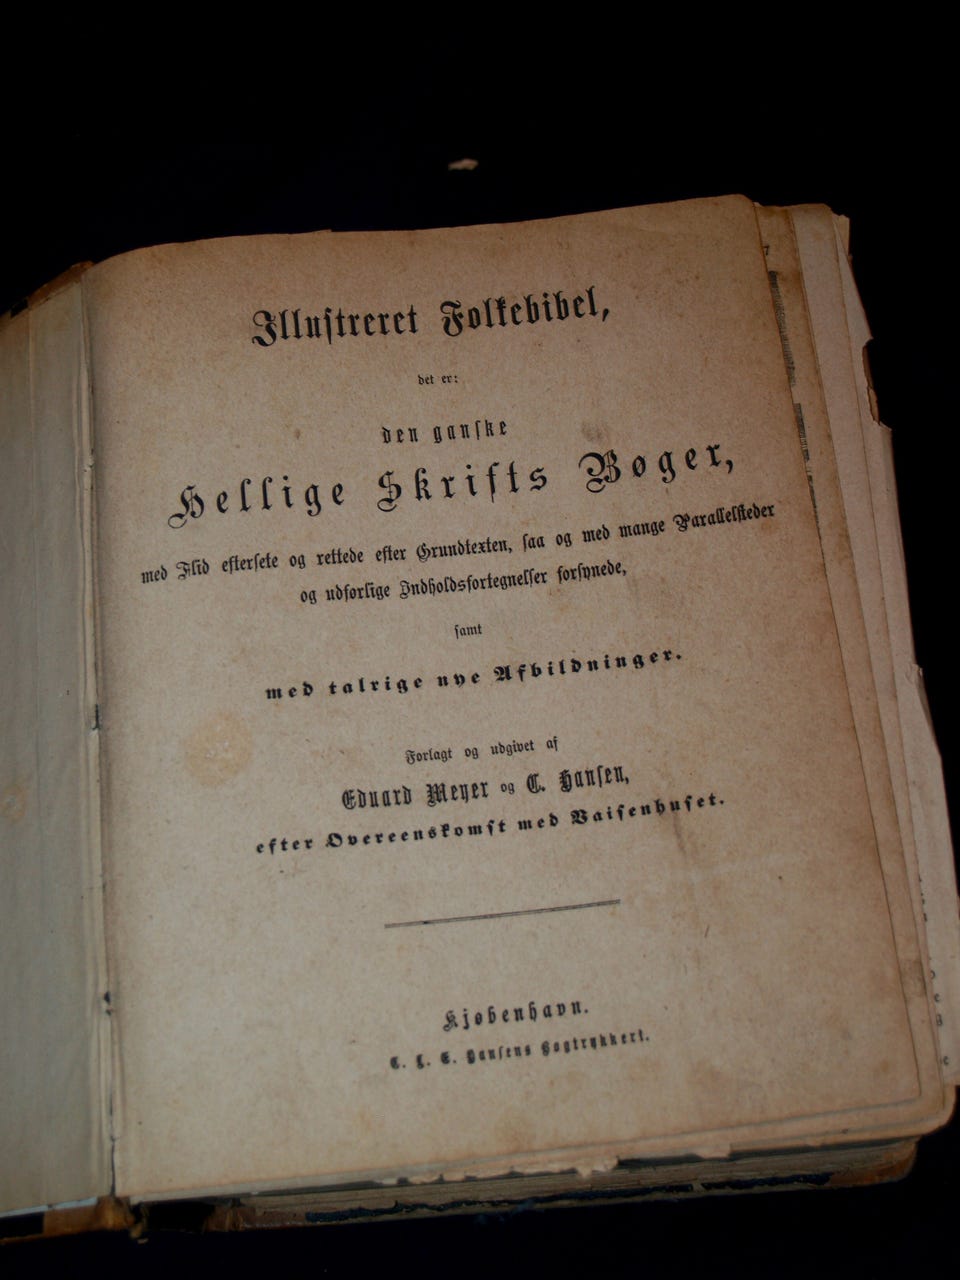 Illustreret Folkebibel,
det er:
den ganske
Hellige Skrifts Bøger,
med Flid eftersete og rettede efter Grundtexten, saa og med mange Parallelsteder
og udførlige Indholdsfortegnelser forsynede,
samt
med talrige nye Afbildninger.
Forlagt og udgivet af
Eduard Meyer og C. Hansen,
efter Overeenskomst med Vaisenhuset.
Kjøbenhavn.
Hansens Bogtrykkeri.